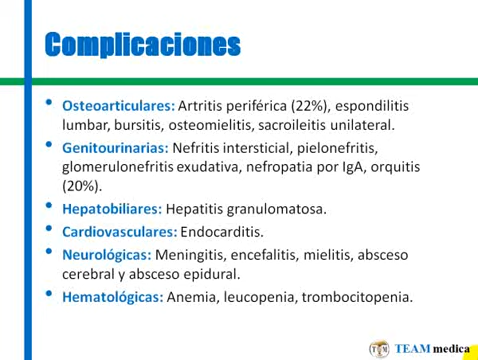 Complicaciones
• Osteoarticulares: Artritis periférica (22%), espondilitis
lumbar, bursitis, osteomielitis, sacroileitis unilateral.
• Genitourinarias: Nefritis intersticial, pielonefritis,
glomerulonefritis exudativa, nefropatia por IgA, orquitis
(20%).
• Hepatobiliares: Hepatitis granulomatosa.
• Cardiovasculares: Endocarditis.
• Neurológicas: Meningitis, encefalitis, mielitis, absceso
cerebral y absceso epidural.
• Hematológicas: Anemia, leucopenia, trombocitopenia.
TEAM medica